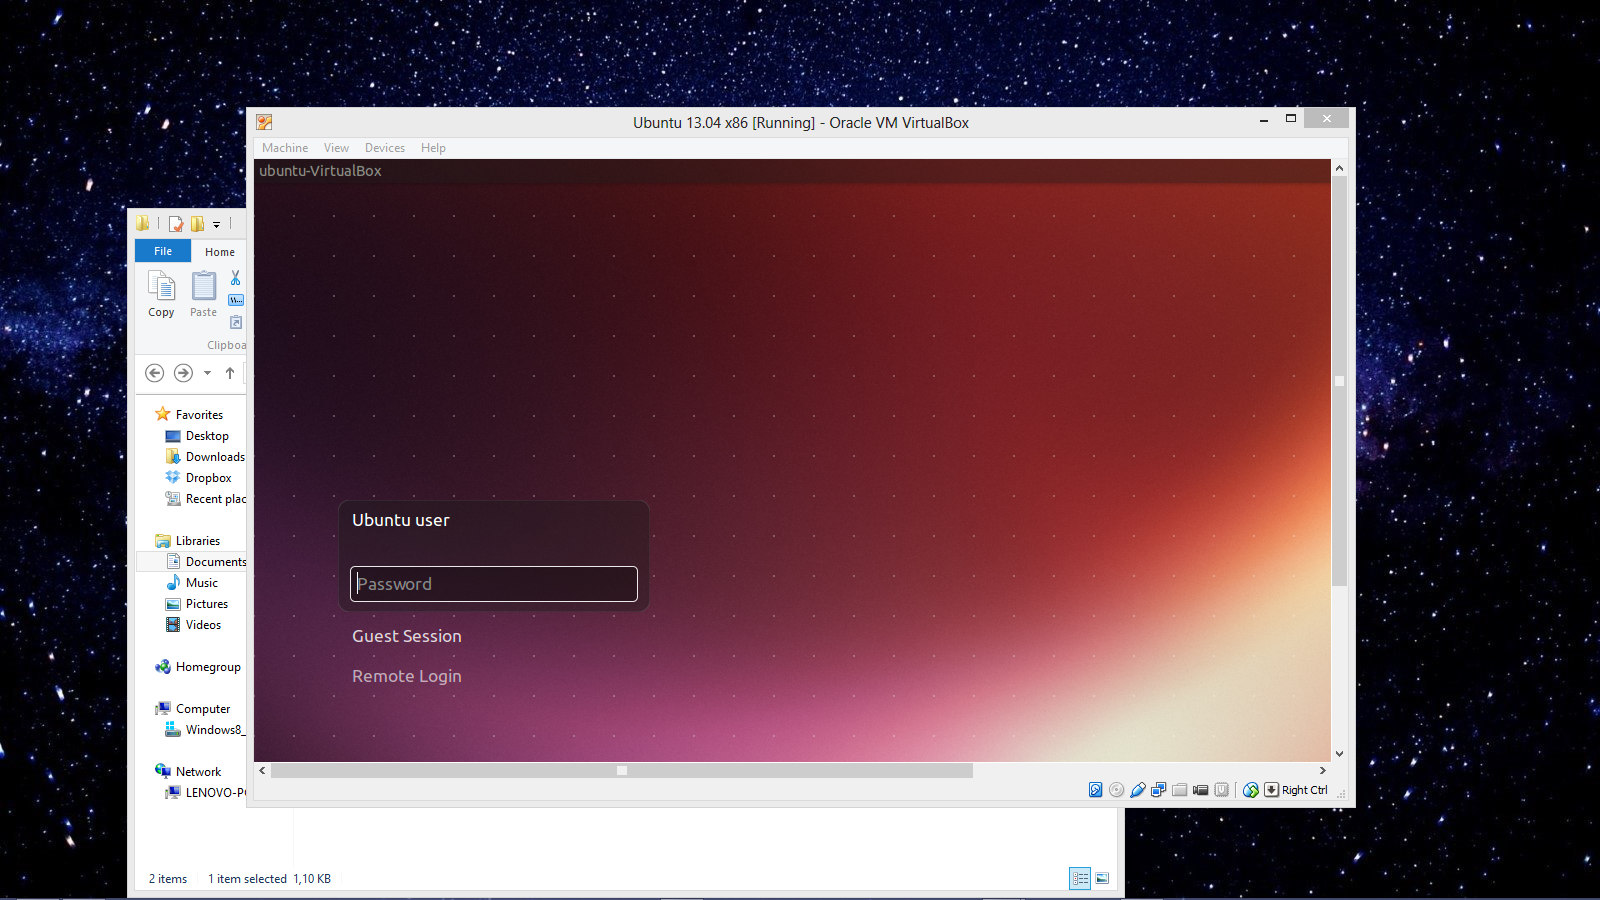 Ubuntu 13.04 x86 [Running] - Oracle VM VirtualBox
Machine View Devices Help
ubuntu-VirtualBox
File Home
Copy Paste
Clipboa
Favorites
Desktop
Downloads
Dropbox
Recent plac
Libraries
Documents
Music
Pictures
Videos
Homegroup
Computer
Windows8_
Network
LENOVO-PC
Ubuntu user
Password
Guest Session
Remote Login
Right Ctrl
2 items 1 item selected 1,10 KB